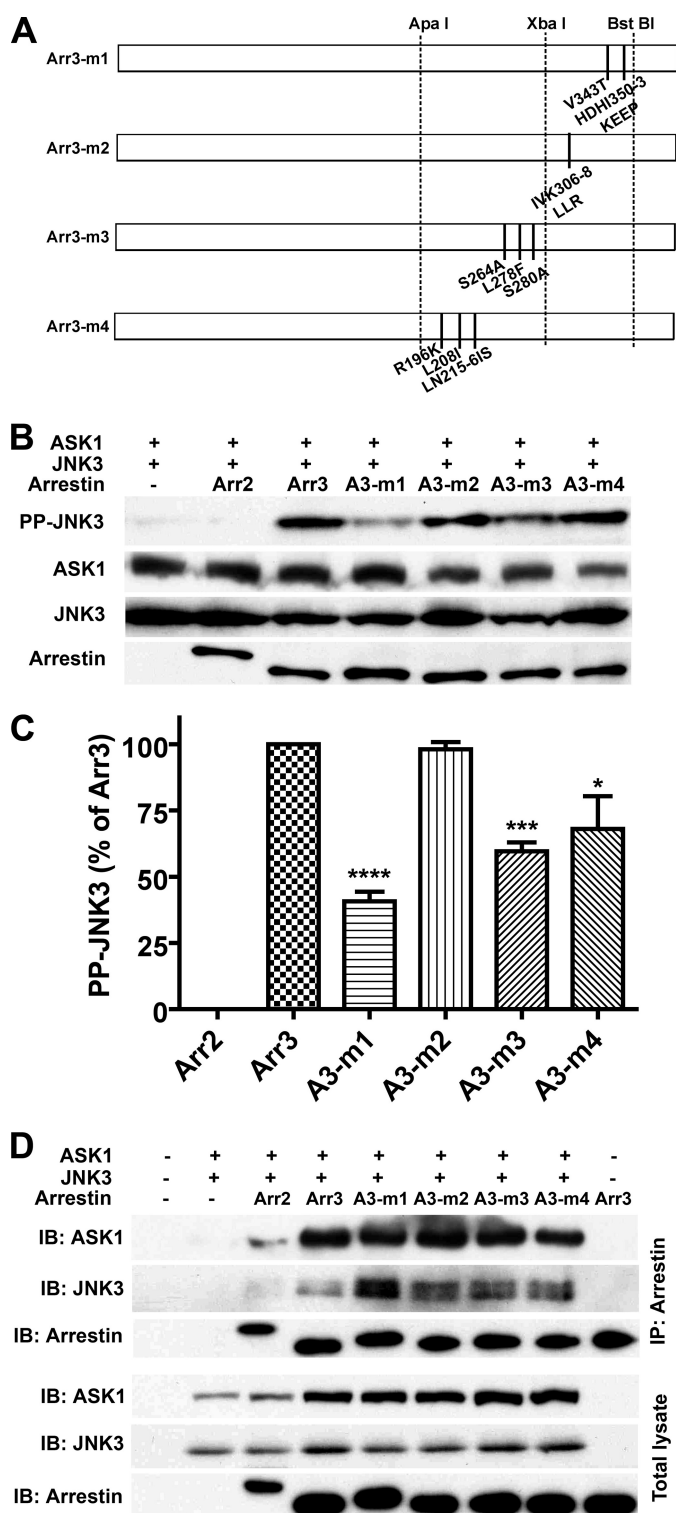 A
Apa I Xba I Bst BI
Arr3-m1
V343T
HDHI350-3
KEEP
Arr3-m2
IVK306-8
LLR
Arr3-m3
S264A
L278F
S280A
Arr3-m4
R196K
L208I
LN215-6IS
B
ASK1 + + + + + + +
JNK3 + + + + + + +
Arrestin - Arr2 Arr3 A3-m1 A3-m2 A3-m3 A3-m4
PP-JNK3
ASK1
JNK3
Arrestin
C
PP-JNK3 (% of Arr3)
100
75
50
25
0
****
***
*
Arr2 Arr3 A3-m1 A3-m2 A3-m3 A3-m4
D
ASK1 - + + + + + + + -
JNK3 - + + + + + + + -
Arrestin - - Arr2 Arr3 A3-m1 A3-m2 A3-m3 A3-m4 Arr3
IB: ASK1
IB: JNK3
IB: Arrestin
IP: Arrestin
IB: ASK1
IB: JNK3
IB: Arrestin
Total lysate